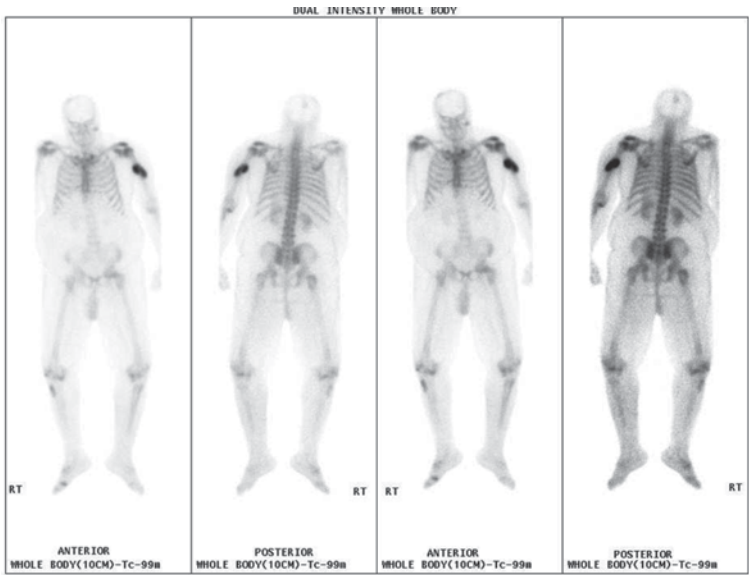 DUAL INTENSITY WHOLE BODY
RT
ANTERIOR
WHOLE BODY(10CM)-Tc-99m
RT
POSTERIOR
WHOLE BODY(10CM)-Tc-99m
RT
ANTERIOR
WHOLE BODY(10CM)-Tc-99m
RT
POSTERIOR
WHOLE BODY(10CM)-Tc-99m